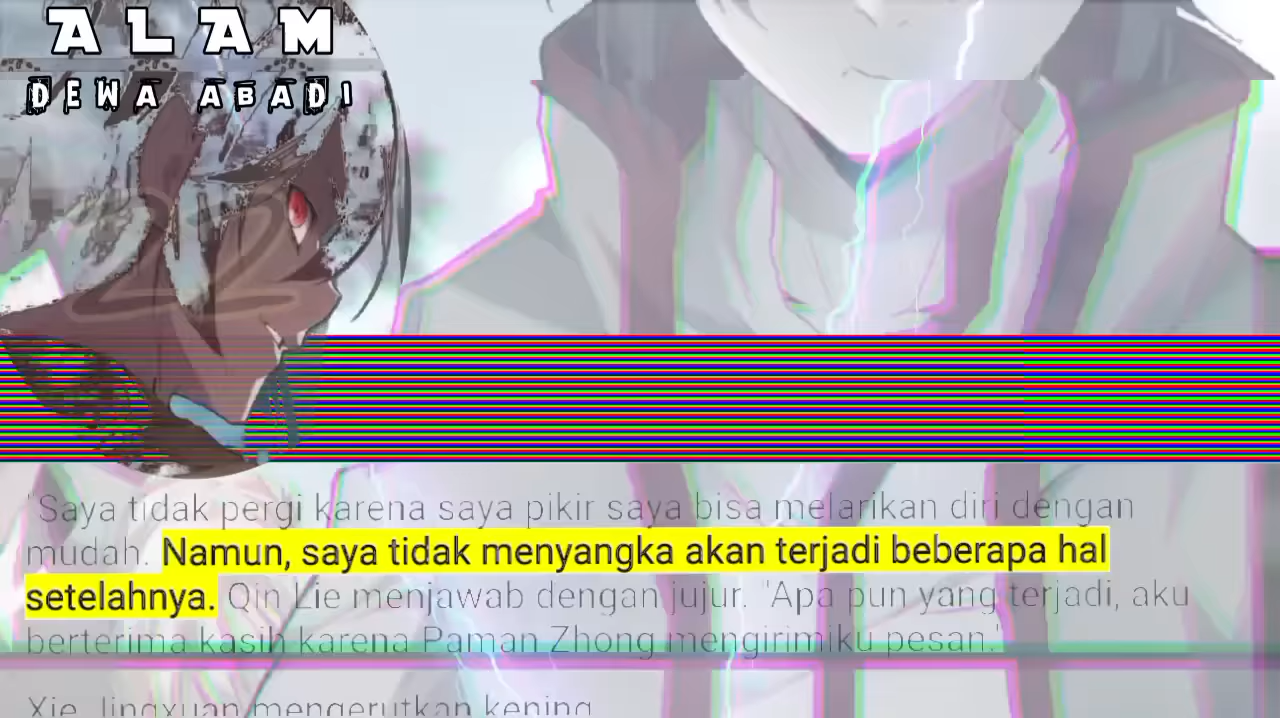 ALAM
DEWA ABADI
"Saya tidak pergi karena saya pikir saya bisa melarikan diri dengan
mudah. Namun, saya tidak menyangka akan terjadi beberapa hal
setelahnya. Qin Lie menjawab dengan jujur. "Apa pun yang terjadi, aku
berterima kasih karena Paman Zhong mengirimiku pesan."
Xie Jingxuan mengerutkan kening